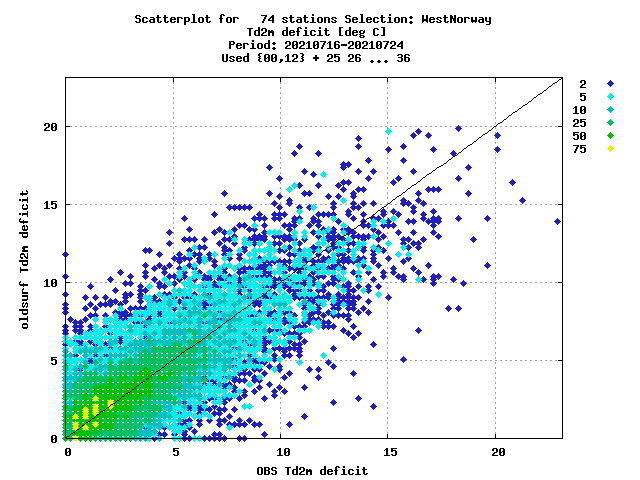 Scatterplot for 74 stations Selection: WestNorway
Td2m deficit [deg C]
Period: 20210716-20210724
Used {00,12} + 25 26 ... 36
2
5
10
25
50
75
20
15
10
5
0
oldsurf Td2m deficit
0 5 10 15 20
OBS Td2m deficit